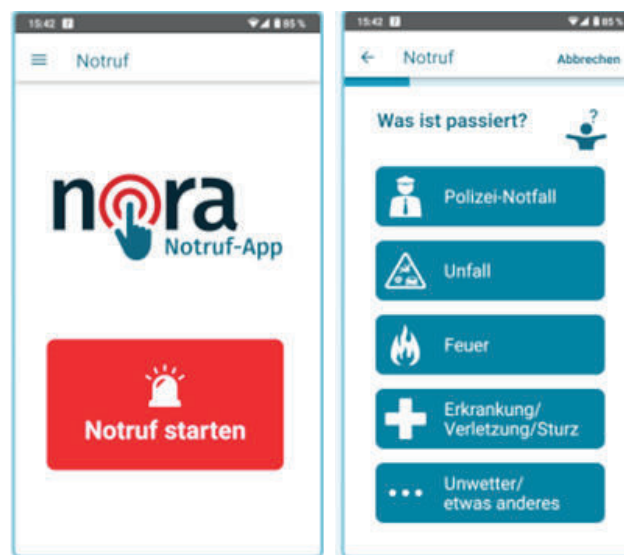 15:42 85 %
Notruf
nora
Notruf-App
Notruf starten
15:42 85 %
Notruf Abbrechen
Was ist passiert? ?
Polizei-Notfall
Unfall
Feuer
Erkrankung/
Verletzung/Sturz
Unwetter/
etwas anderes